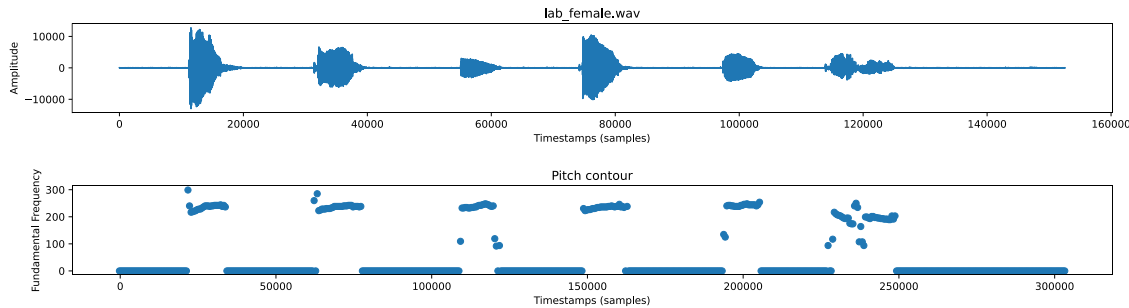 lab_female.wav
10000
0
−10000
Amplitude
0 20000 40000 60000 80000 100000 120000 140000 160000
Timestamps (samples)
Pitch contour
300
200
100
0
Fundamental Frequency
0 50000 100000 150000 200000 250000 300000
Timestamps (samples)